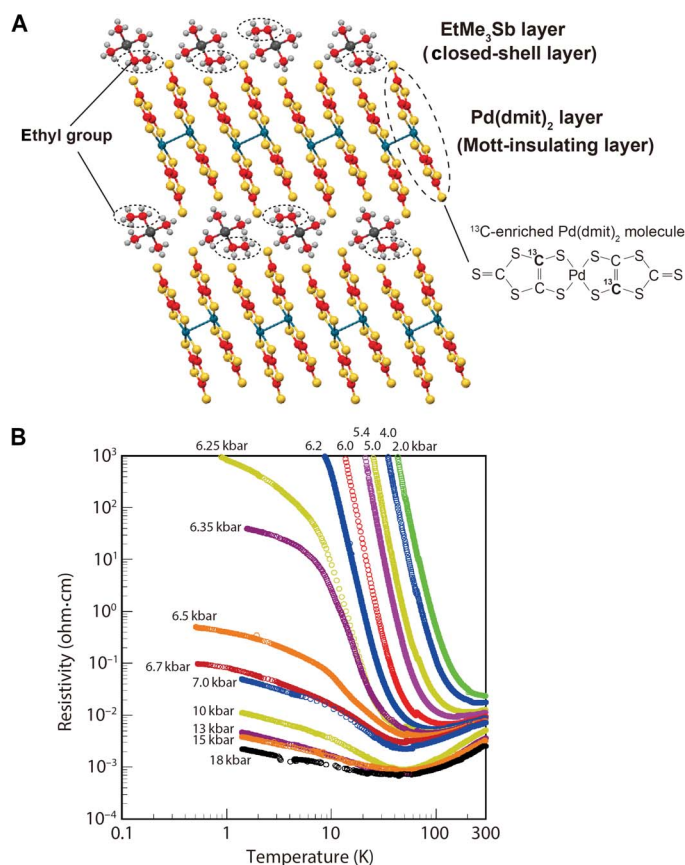 A
EtMe₃Sb layer
(closed-shell layer)
Ethyl group
Pd(dmit)₂ layer
(Mott-insulating layer)
¹³C-enriched Pd(dmit)₂ molecule
S 13 S S S
S C C C C
C Pd C S
C C C
S S S 13 S
B
6.25 kbar 6.2 6.0 5.4 5.0 4.0 2.0 kbar
6.35 kbar
6.5 kbar
6.7 kbar
7.0 kbar
10 kbar
13 kbar
15 kbar
18 kbar
10³
10²
10¹
10⁰
10⁻¹
10⁻²
10⁻³
10⁻⁴
Resistivity (ohm·cm)
0.1 1 10 100 300
Temperature (K)